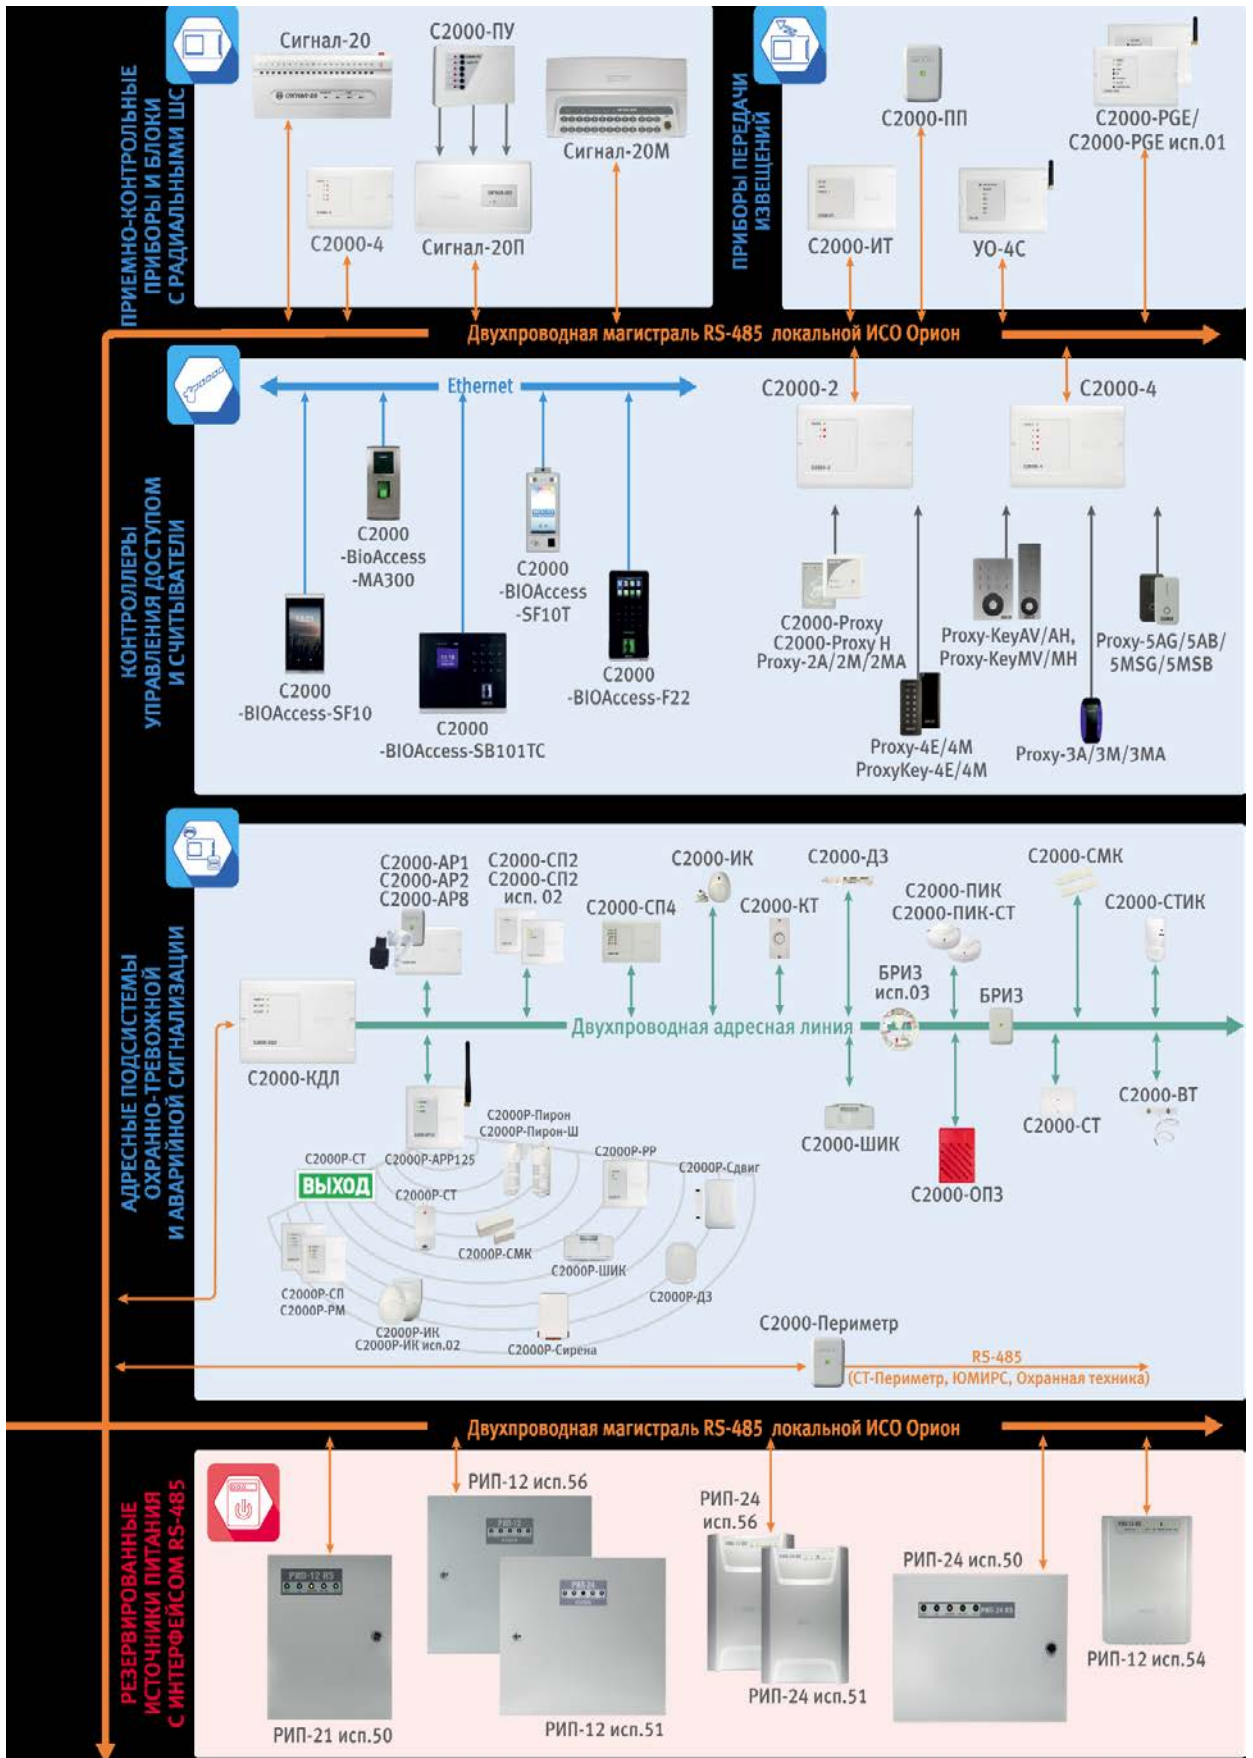 ПРИЕМНО-КОНТРОЛЬНЫЕ
ПРИБОРЫ И БЛОКИ
С РАДИАЛЬНЫМИ ШС
Сигнал-20
С2000-ПУ
Сигнал-20М
С2000-4
Сигнал-20П
ПРИБОРЫ ПЕРЕДАЧИ
ИЗВЕЩЕНИЙ
С2000-ПП
С2000-PGE/
С2000-PGE исп.01
С2000-ИТ
УО-4С
Двухпроводная магистраль RS-485 локальной ИСО Орион
КОНТРОЛЛЕРЫ
УПРАВЛЕНИЯ ДОСТУПОМ
И СЧИТЫВАТЕЛИ
Ethernet
С2000
-BioAccess
-MA300
С2000
-BIOAccess
-SF10T
С2000
-BIOAccess-SF10
С2000
-BIOAccess-SB101TC
С2000
-BIOAccess-F22
С2000-2
С2000-4
С2000-Proxy
С2000-Proxy H
Proxy-2A/2M/2MA
Proxy-KeyAV/AH,
Proxy-KeyMV/MH
Proxy-5AG/5AB/
5MSG/5MSB
Proxy-4E/4M
ProxyKey-4E/4M
Proxy-3A/3M/3MA
АДРЕСНЫЕ ПОДСИСТЕМЫ
ОХРАННО-ТРЕВОЖНОЙ
И АВАРИЙНОЙ СИГНАЛИЗАЦИИ
С2000-АР1
С2000-АР2
С2000-АР8
С2000-СП2
С2000-СП2
исп. 02
С2000-СП4
С2000-ИК
С2000-КТ
С2000-ДЗ
С2000-ПИК
С2000-ПИК-СТ
С2000-СМК
С2000-СТИК
БРИЗ
исп.03
БРИЗ
Двухпроводная адресная линия
С2000-КДЛ
С2000-ШИК
С2000-ОПЗ
С2000-СТ
С2000-ВТ
С2000Р-АРР125
С2000Р-Пирон
С2000Р-Пирон-Ш
С2000Р-РР
С2000Р-Сдвиг
С2000Р-СТ
ВЫХОД
С2000Р-СТ
С2000Р-СМК
С2000Р-ШИК
С2000Р-ДЗ
С2000Р-СП
С2000Р-РМ
С2000Р-ИК
С2000Р-ИК исп.02
С2000Р-Сирена
С2000-Периметр
RS-485
(СТ-Периметр, ЮМИРС, Охранная техника)
Двухпроводная магистраль RS-485 локальной ИСО Орион
РЕЗЕРВИРОВАННЫЕ
ИСТОЧНИКИ ПИТАНИЯ
С ИНТЕРФЕЙСОМ RS-485
РИП-12 исп.56
РИП-24
исп.56
РИП-24 исп.50
РИП-12 RS
РИП-12
РИП-24
РИП-24 RS
РИП-21 исп.50
РИП-12 исп.51
РИП-24 исп.51
РИП-12 исп.54